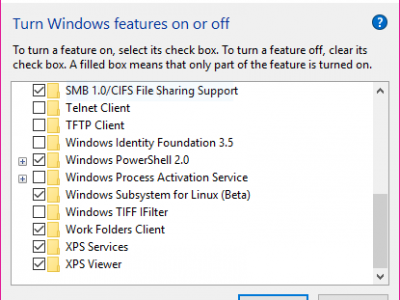 Turn Windows features on or off
?
To turn a feature on, select its check box. To turn a feature off, clear its
check box. A filled box means that only part of the feature is turned on.
SMB 1.0/CIFS File Sharing Support
Telnet Client
TFTP Client
Windows Identity Foundation 3.5
Windows PowerShell 2.0
Windows Process Activation Service
Windows Subsystem for Linux (Beta)
Windows TIFF IFilter
Work Folders Client
XPS Services
XPS Viewer